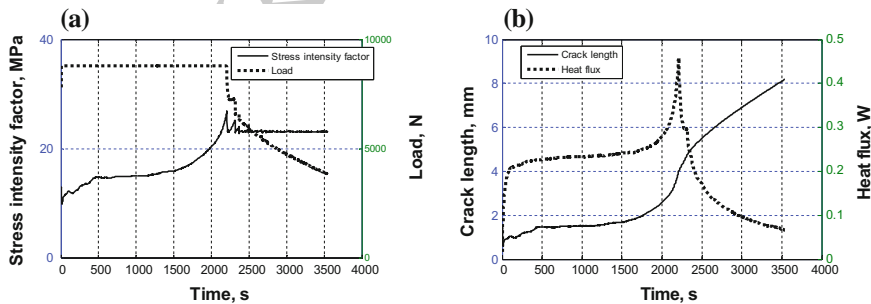 (a)
Stress intensity factor, MPa
40
20
0
Stress intensity factor
Load
10000
5000
0
Load, N
0 500 1000 1500 2000 2500 3000 3500 4000
Time, s
(b)
Crack length, mm
10
8
6
4
2
0
Crack length
Heat flux
0.5
0.4
0.3
0.2
0.1
0
Heat flux, W
0 500 1000 1500 2000 2500 3000 3500 4000
Time, s